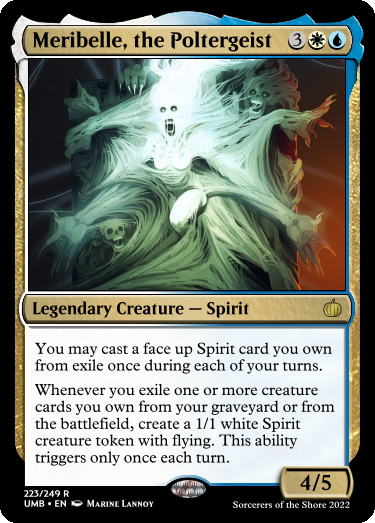 Meribelle, the Poltergeist 3
Legendary Creature — Spirit
You may cast a face up Spirit card you own
from exile once during each of your turns.
Whenever you exile one or more creature
cards you own from your graveyard or from
the battlefield, create a 1/1 white Spirit
creature token with flying. This ability
triggers only once each turn.
4/5
223/249 R
UMB • EN Marine Lannoy
Sorcerers of the Shore 2022